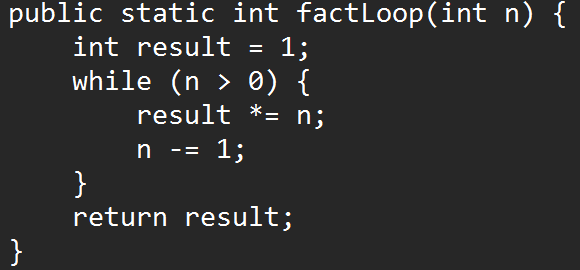 public static int factLoop(int n) {
    int result = 1;
    while (n > 0) {
        result *= n;
        n -= 1;
    }
    return result;
}